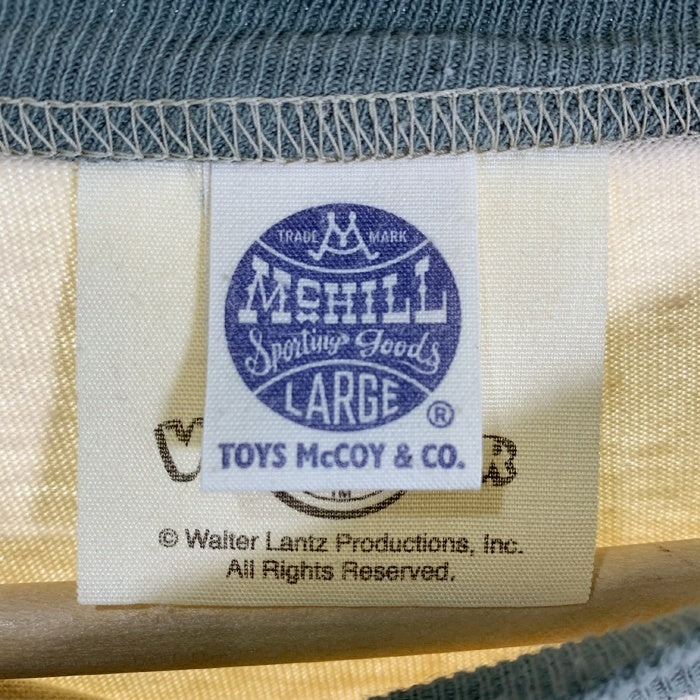 TRADE MARK
McHILL
Sporting Goods
LARGE
®
TOYS McCOY & CO.
TM
© Walter Lantz Productions, Inc.
All Rights Reserved.